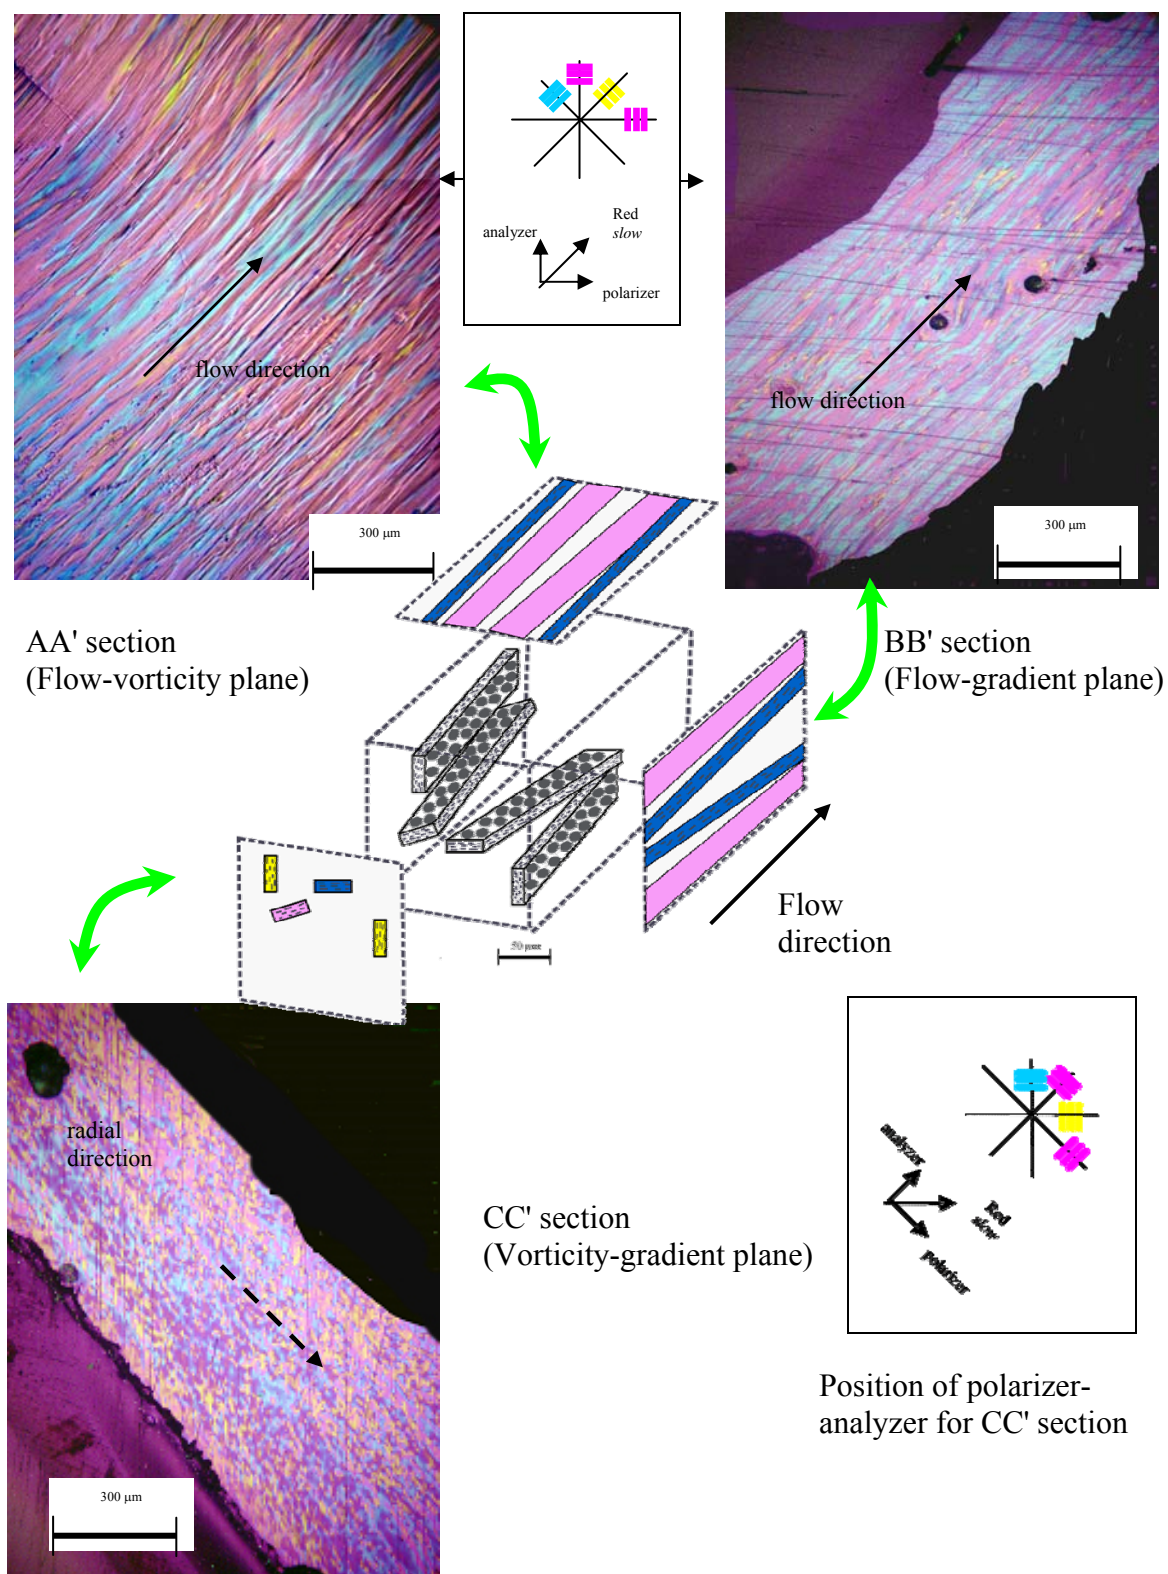 analyzer
Red
slow
polarizer
flow direction
flow direction
300 μm
300 μm
AA' section
(Flow-vorticity plane)
BB' section
(Flow-gradient plane)
Flow
direction
50 μm
radial
direction
analyzer
Red
slow
polarizer
CC' section
(Vorticity-gradient plane)
Position of polarizer-
analyzer for CC' section
300 μm